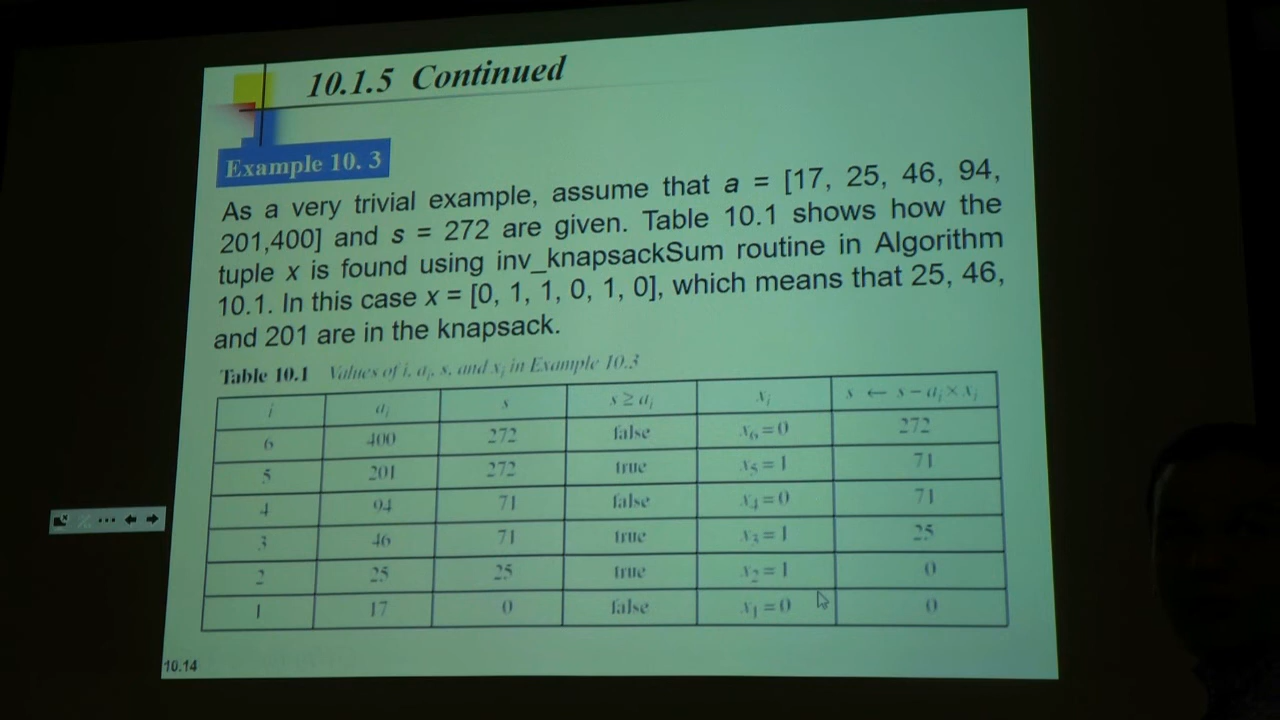 10.1.5 Continued
Example 10. 3
As a very trivial example, assume that a = [17, 25, 46, 94,
201,400] and s = 272 are given. Table 10.1 shows how the
tuple x is found using inv_knapsackSum routine in Algorithm
10.1. In this case x = [0, 1, 1, 0, 1, 0], which means that 25, 46,
and 201 are in the knapsack.
Table 10.1 Values of i, aᵢ, s, and xᵢ in Example 10.3
i aᵢ s s ≥ aᵢ xᵢ s ← s − aᵢ × xᵢ
6 400 272 false x₆ = 0 272
5 201 272 true x₅ = 1 71
4 94 71 false x₄ = 0 71
3 46 71 true x₃ = 1 25
2 25 25 true x₂ = 1 0
1 17 0 false x₁ = 0 0
10.14